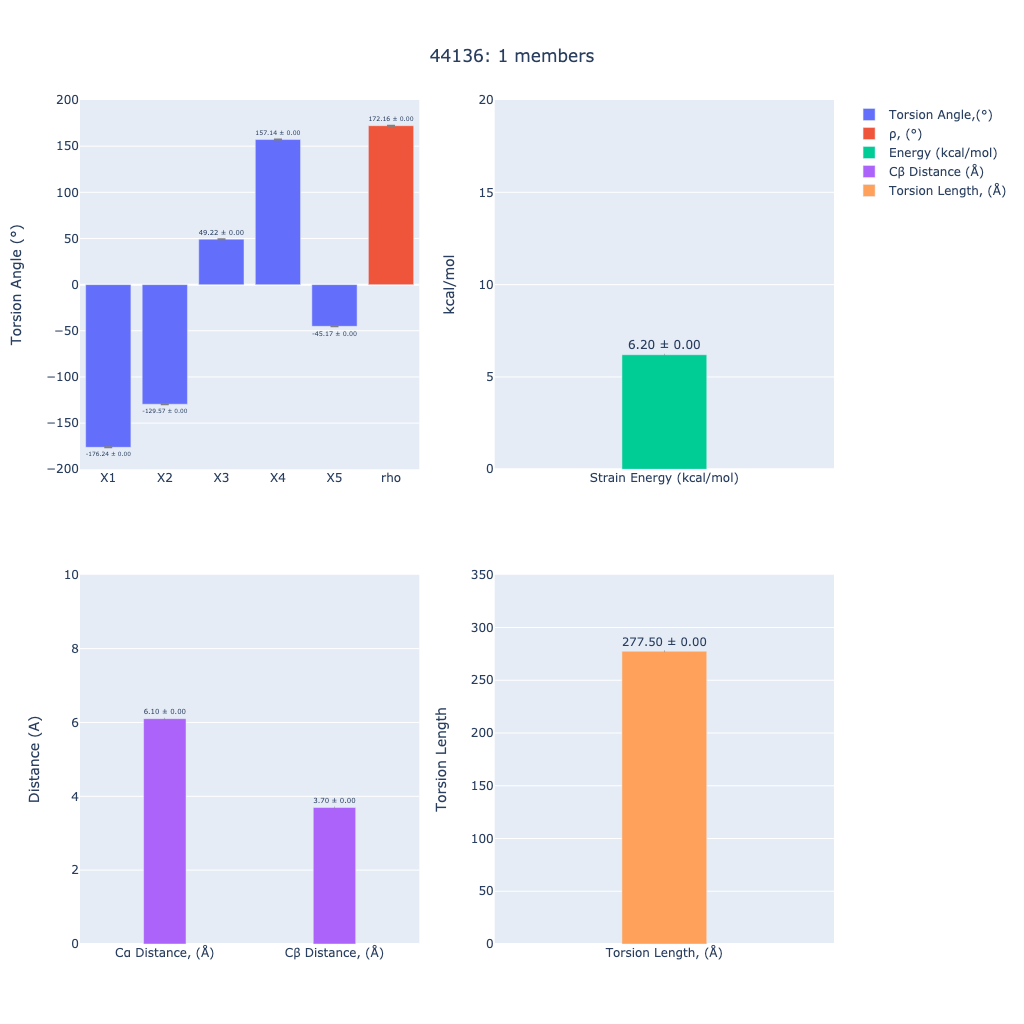 44136: 1 members
Torsion Angle (°)
200
150
100
50
0
−50
−100
−150
−200
-176.24 ± 0.00
-129.57 ± 0.00
49.22 ± 0.00
157.14 ± 0.00
-45.17 ± 0.00
172.16 ± 0.00
X1 X2 X3 X4 X5 rho
kcal/mol
20
15
10
5
0
6.20 ± 0.00
Strain Energy (kcal/mol)
Torsion Angle,(°)
ρ, (°)
Energy (kcal/mol)
Cβ Distance (Å)
Torsion Length, (Å)
Distance (A)
10
8
6
4
2
0
6.10 ± 0.00
3.70 ± 0.00
Cα Distance, (Å) Cβ Distance, (Å)
Torsion Length
350
300
250
200
150
100
50
0
277.50 ± 0.00
Torsion Length, (Å)